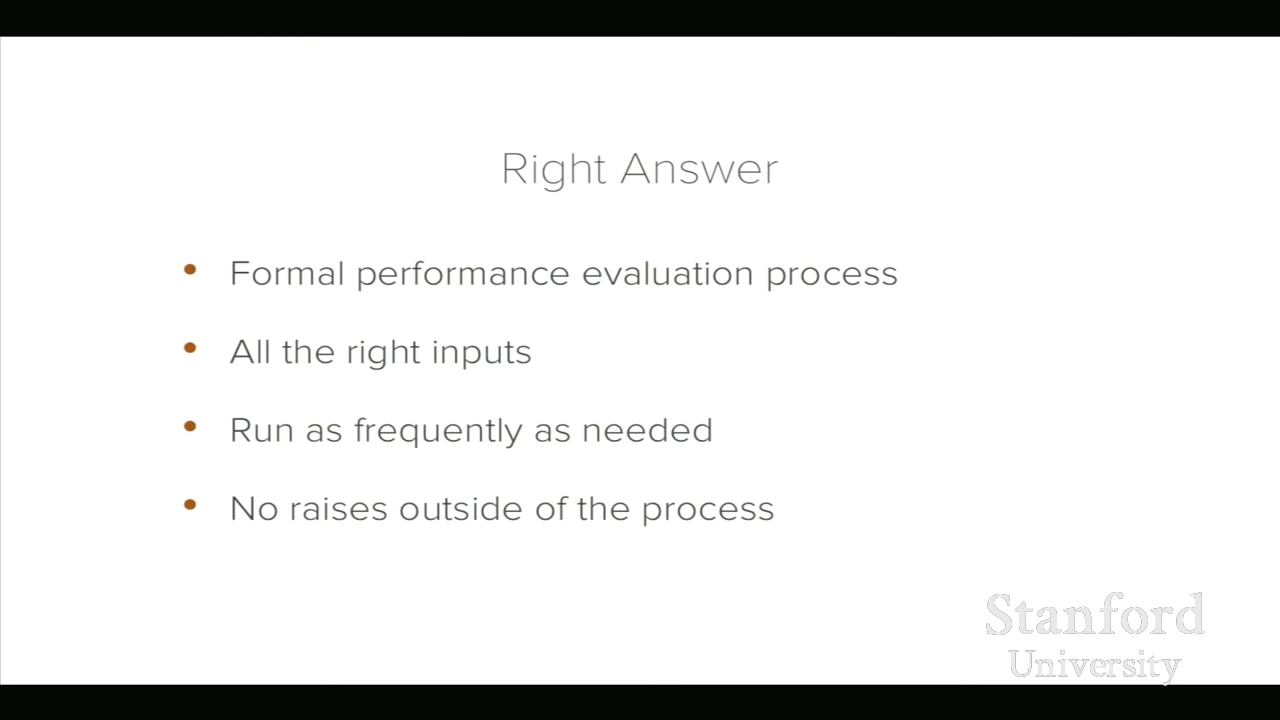 Right Answer
Formal performance evaluation process
All the right inputs
Run as frequently as needed
No raises outside of the process
Stanford
University